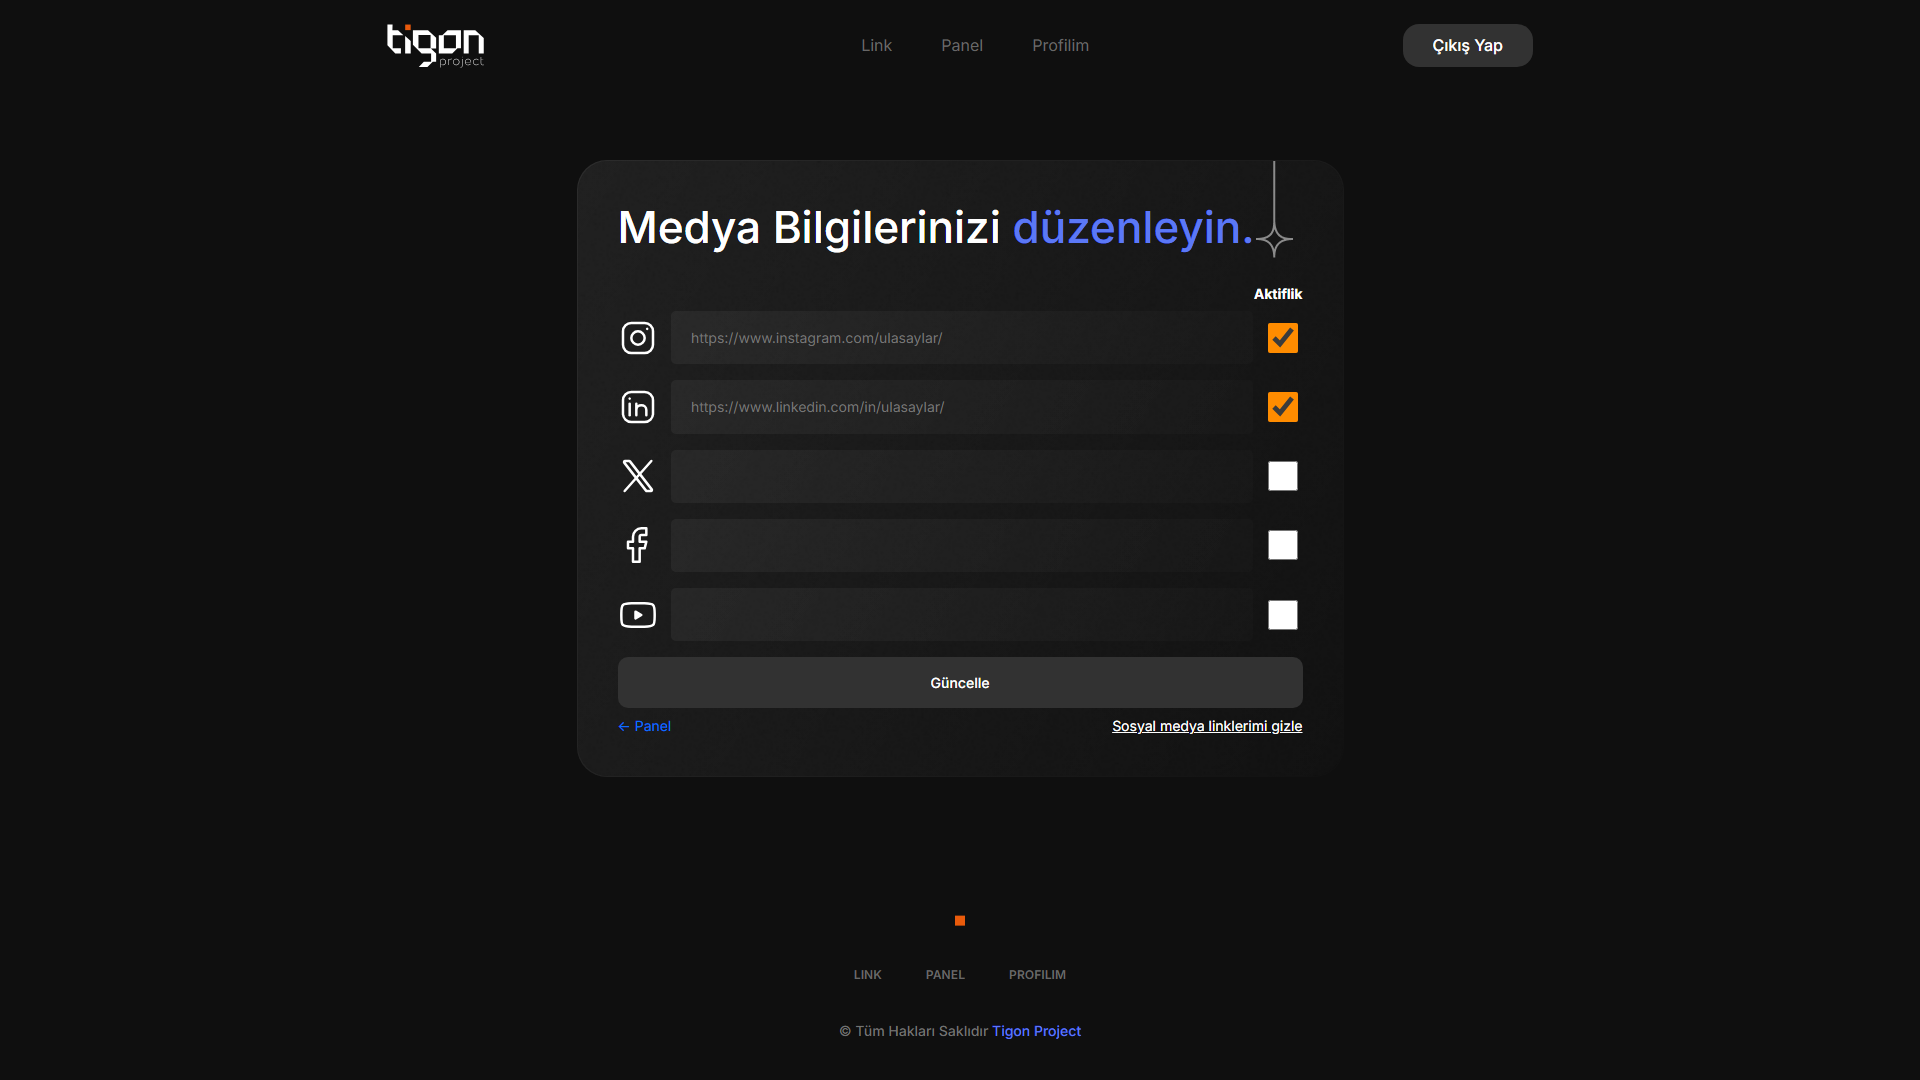 tigon
project
Link
Panel
Profilim
Çıkış Yap
Medya Bilgilerinizi düzenleyin.
Aktiflik
https://www.instagram.com/ulasaylar/
in
https://www.linkedin.com/in/ulasaylar/
Güncelle
← Panel
Sosyal medya linklerimi gizle
LINK
PANEL
PROFILIM
© Tüm Hakları Saklıdır Tigon Project